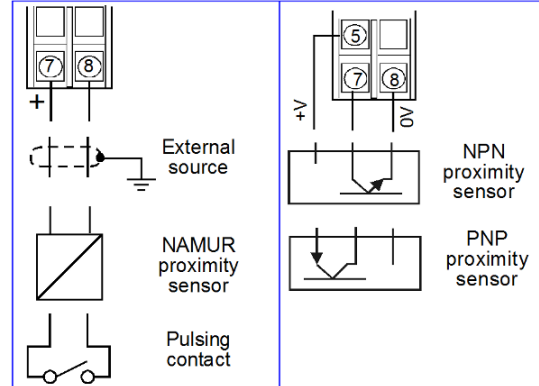 7 8
+
External
source
NAMUR
proximity
sensor
Pulsing
contact
5
7 8
+V
0V
NPN
proximity
sensor
PNP
proximity
sensor